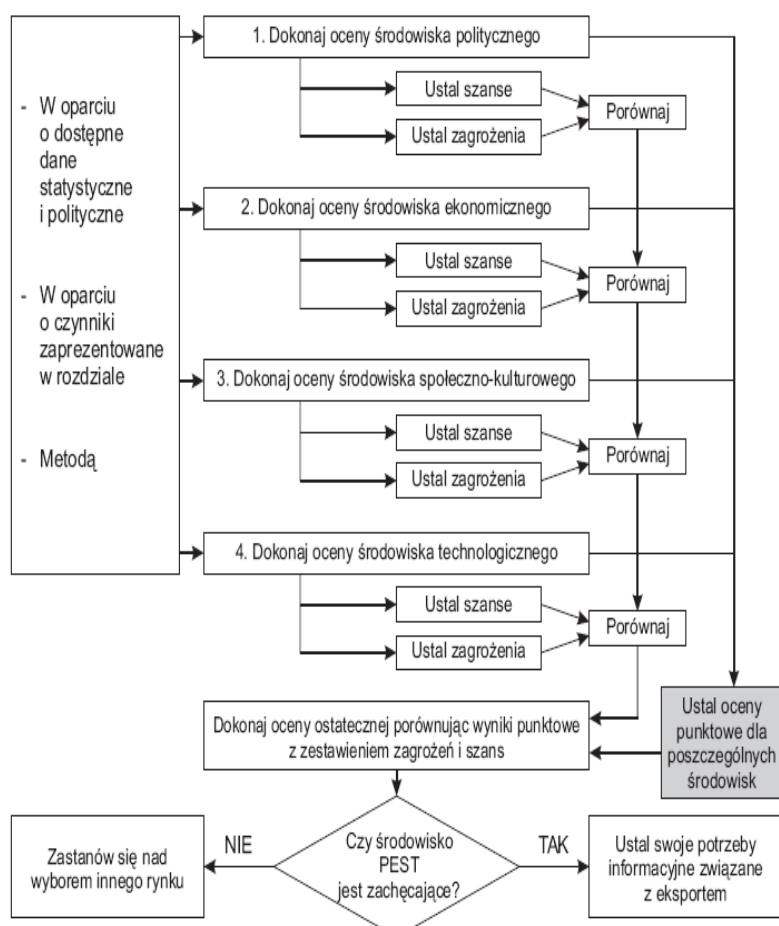 - W oparciu
o dostępne
dane
statystyczne
i polityczne
- W oparciu
o czynniki
zaprezentowane
w rozdziale
- Metodą
1. Dokonaj oceny środowiska politycznego
Ustal szanse
Ustal zagrożenia
Porównaj
2. Dokonaj oceny środowiska ekonomicznego
Ustal szanse
Ustal zagrożenia
Porównaj
3. Dokonaj oceny środowiska społeczno-kulturowego
Ustal szanse
Ustal zagrożenia
Porównaj
4. Dokonaj oceny środowiska technologicznego
Ustal szanse
Ustal zagrożenia
Porównaj
Dokonaj oceny ostatecznej porównując wyniki punktowe
z zestawieniem zagrożeń i szans
Ustal oceny
punktowe dla
poszczególnych
środowisk
Zastanów się nad
wyborem innego rynku
NIE
Czy środowisko
PEST
jest zachęcające?
TAK
Ustal swoje potrzeby
informacyjne związane
z eksportem